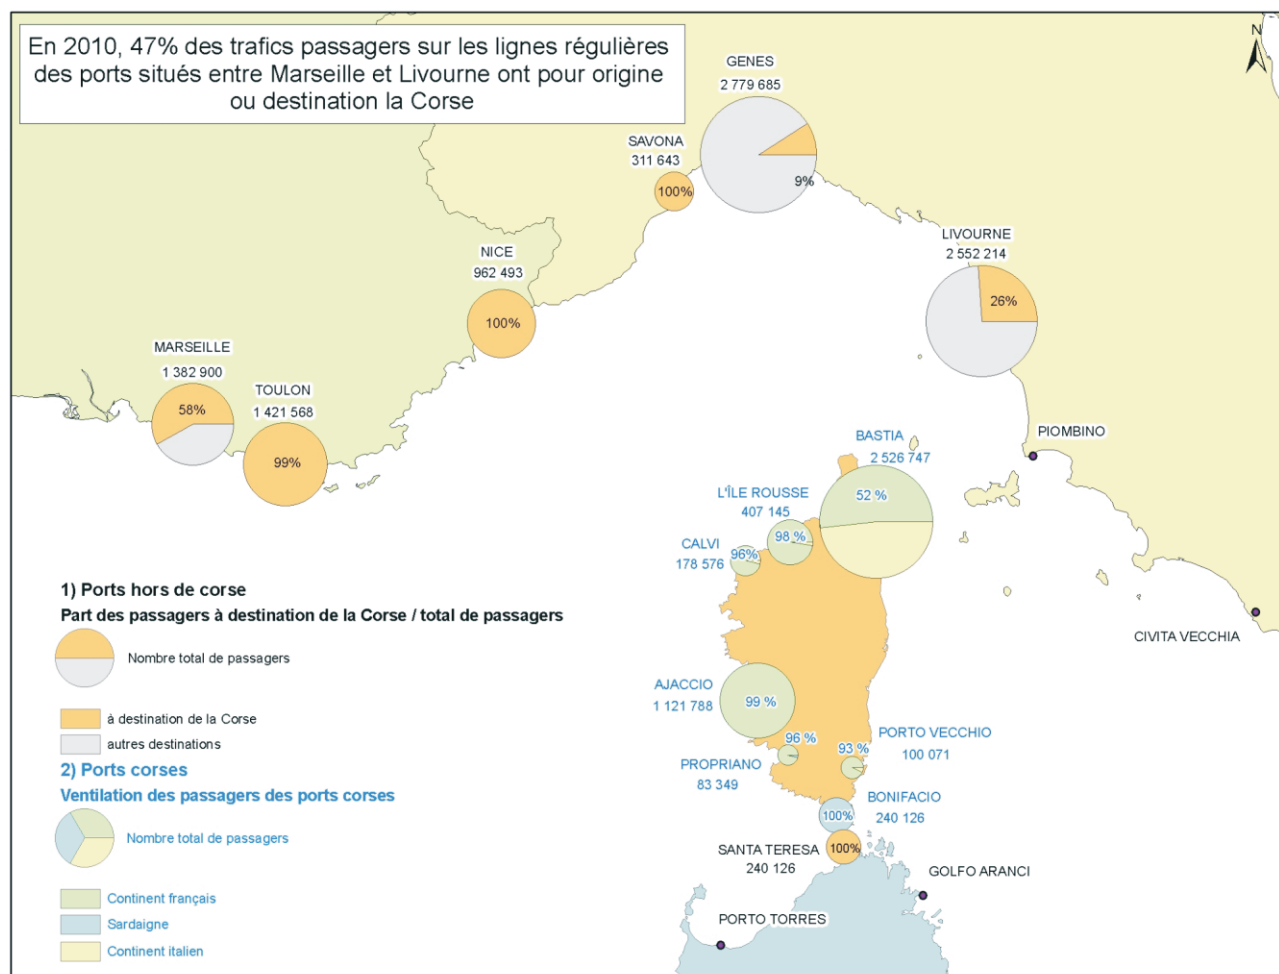 En 2010, 47% des trafics passagers sur les lignes régulières
des ports situés entre Marseille et Livourne ont pour origine
ou destination la Corse
N
GENES
2 779 685
9%
SAVONA
311 643
100%
LIVOURNE
2 552 214
26%
NICE
962 493
100%
MARSEILLE
1 382 900
58%
TOULON
1 421 568
99%
PIOMBINO
BASTIA
2 526 747
52 %
L'ÎLE ROUSSE
407 145
98 %
CALVI
178 576
96%
CIVITA VECCHIA
AJACCIO
1 121 788
99 %
PROPRIANO
83 349
96 %
PORTO VECCHIO
100 071
93 %
BONIFACIO
240 126
100%
SANTA TERESA
240 126
100%
GOLFO ARANCI
PORTO TORRES
1) Ports hors de corse
Part des passagers à destination de la Corse / total de passagers
Nombre total de passagers
à destination de la Corse
autres destinations
2) Ports corses
Ventilation des passagers des ports corses
Nombre total de passagers
Continent français
Sardaigne
Continent italien